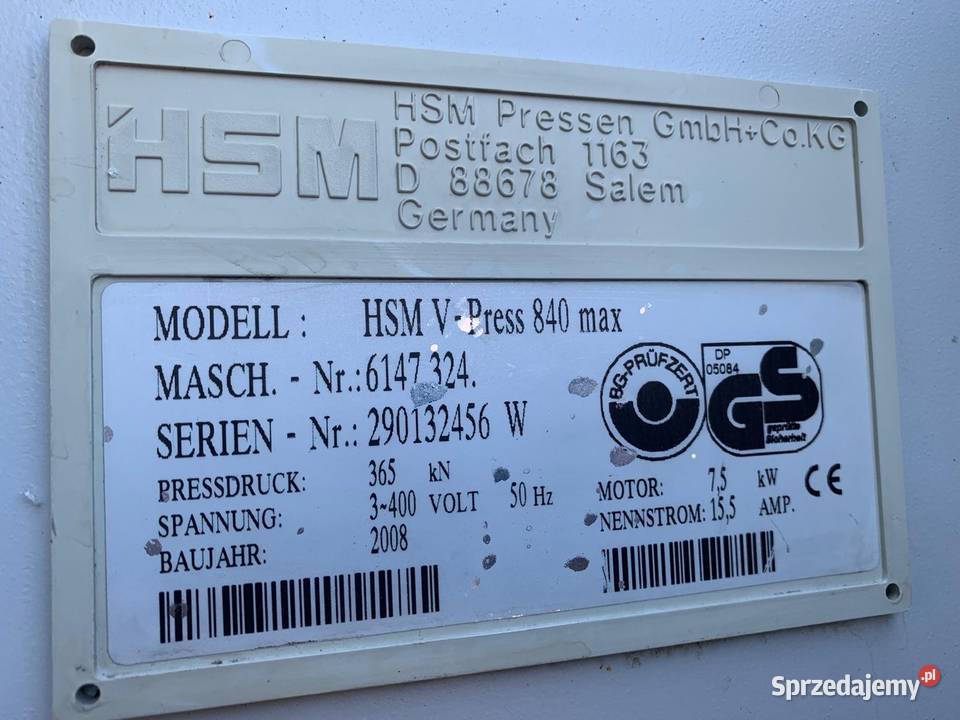 HSM
HSM Pressen GmbH+Co.KG
Postfach 1163
D 88678 Salem
Germany
MODELL : HSM V-Press 840 max
MASCH. - Nr.: 6147 324.
SERIEN - Nr.: 290132456 W
PRESSDRUCK: 365 kN
SPANNUNG: 3~400 VOLT 50 Hz
BAUJAHR: 2008
BG-PRÜFZERT
DP
05084
GS
geprüfte
Sicherheit
MOTOR: 7,5 kW
NENNSTROM: 15,5 AMP.
CE
Sprzedajemy.pl